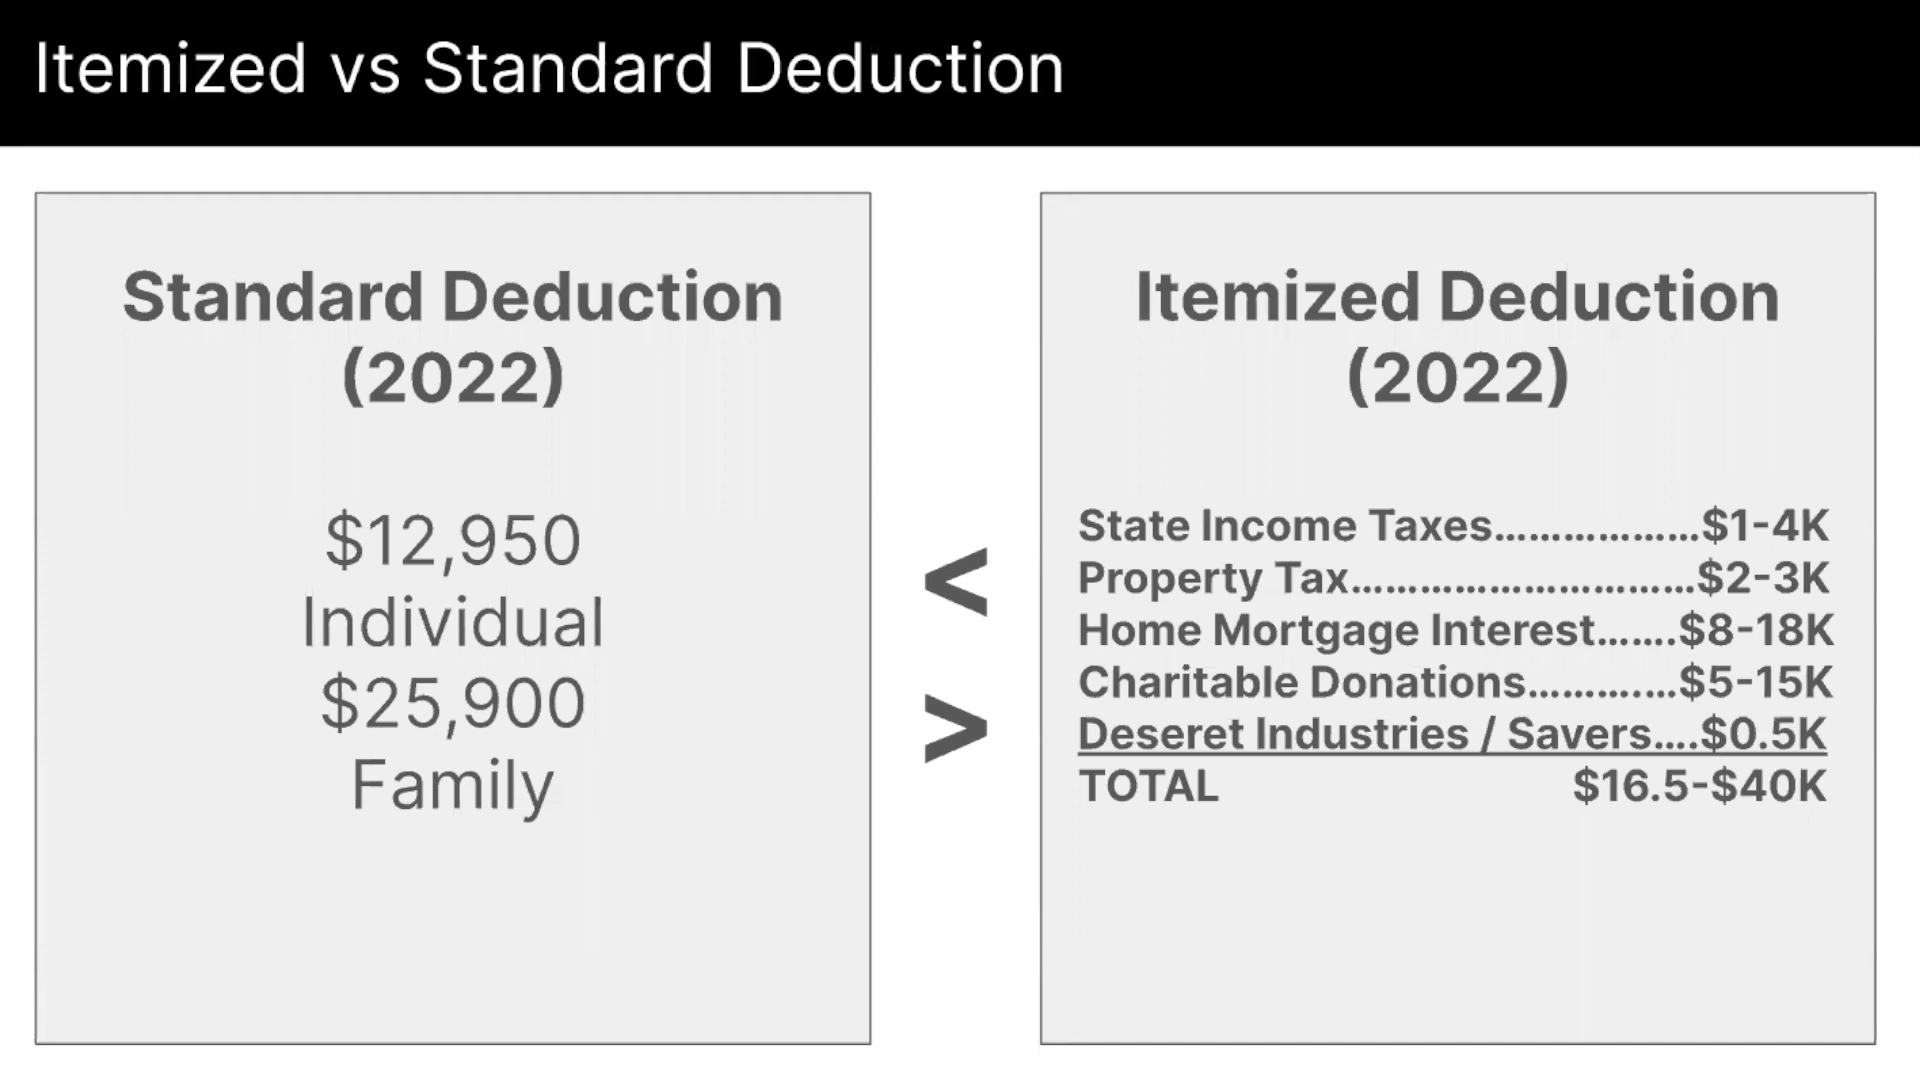 Itemized vs Standard Deduction
Standard Deduction
(2022)
$12,950
Individual
$25,900
Family
<
>
Itemized Deduction
(2022)
State Income Taxes..................$1-4K
Property Tax..............................$2-3K
Home Mortgage Interest.......$8-18K
Charitable Donations.............$5-15K
Deseret Industries / Savers....$0.5K
TOTAL $16.5-$40K